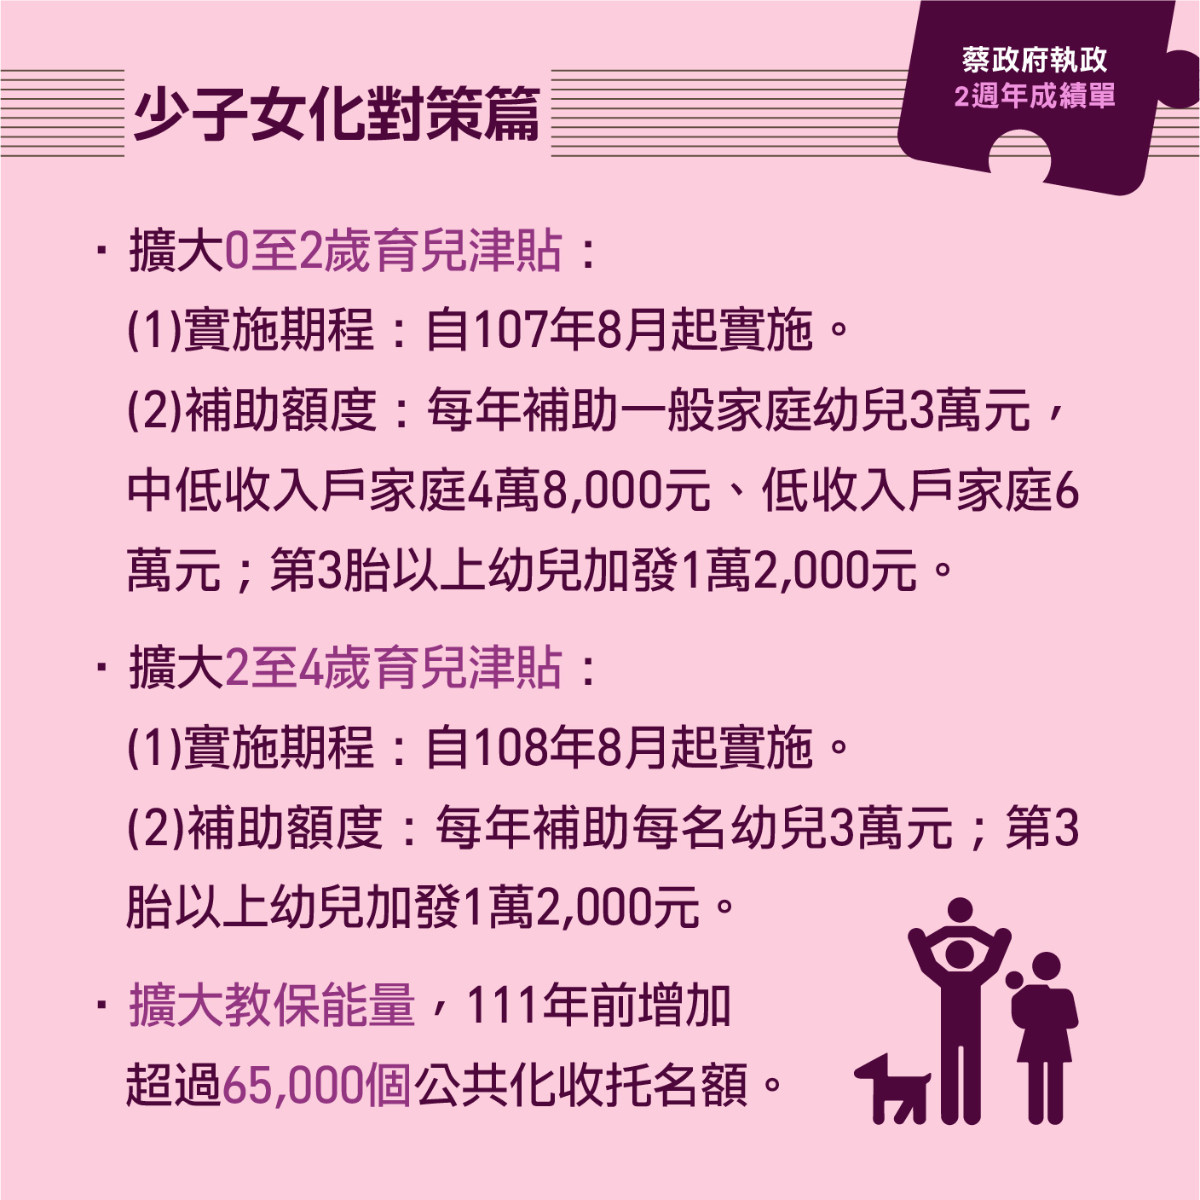 蔡政府執政
2週年成績單
少子女化對策篇
·擴大0至2歲育兒津貼：
(1)實施期程：自107年8月起實施。
(2)補助額度：每年補助一般家庭幼兒3萬元，
中低收入戶家庭4萬8,000元、低收入戶家庭6
萬元；第3胎以上幼兒加發1萬2,000元。
·擴大2至4歲育兒津貼：
(1)實施期程：自108年8月起實施。
(2)補助額度：每年補助每名幼兒3萬元；第3
胎以上幼兒加發1萬2,000元。
·擴大教保能量，111年前增加
超過65,000個公共化收托名額。